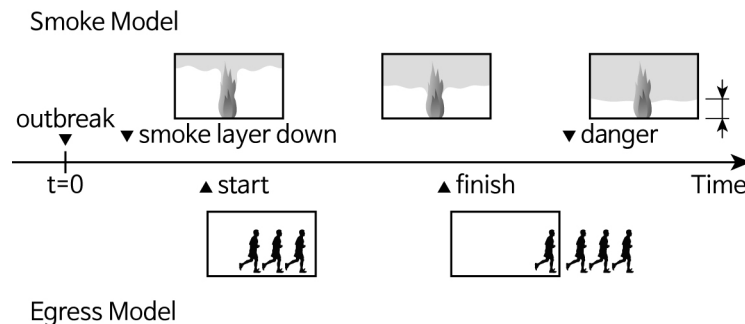 Smoke Model
outbreak
smoke layer down
danger
t=0
start
finish
Time
Egress Model